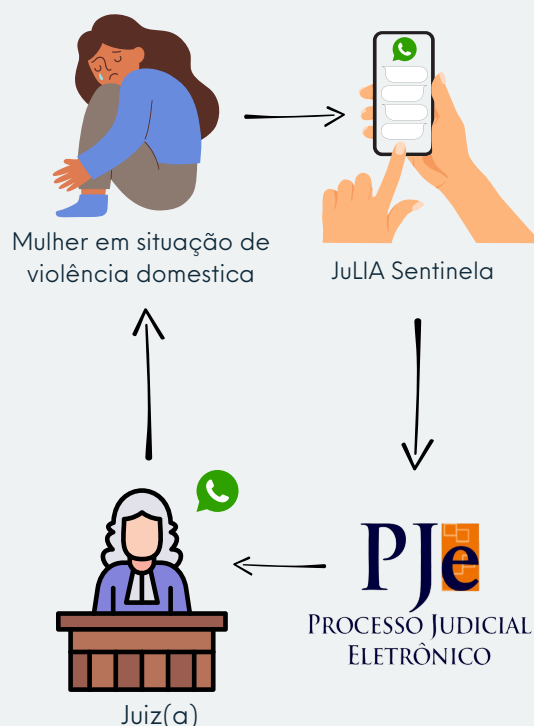 Mulher em situação de
violência domestica
JuLIA Sentinela
PJe
PROCESSO JUDICIAL
ELETRÔNICO
Juiz(a)